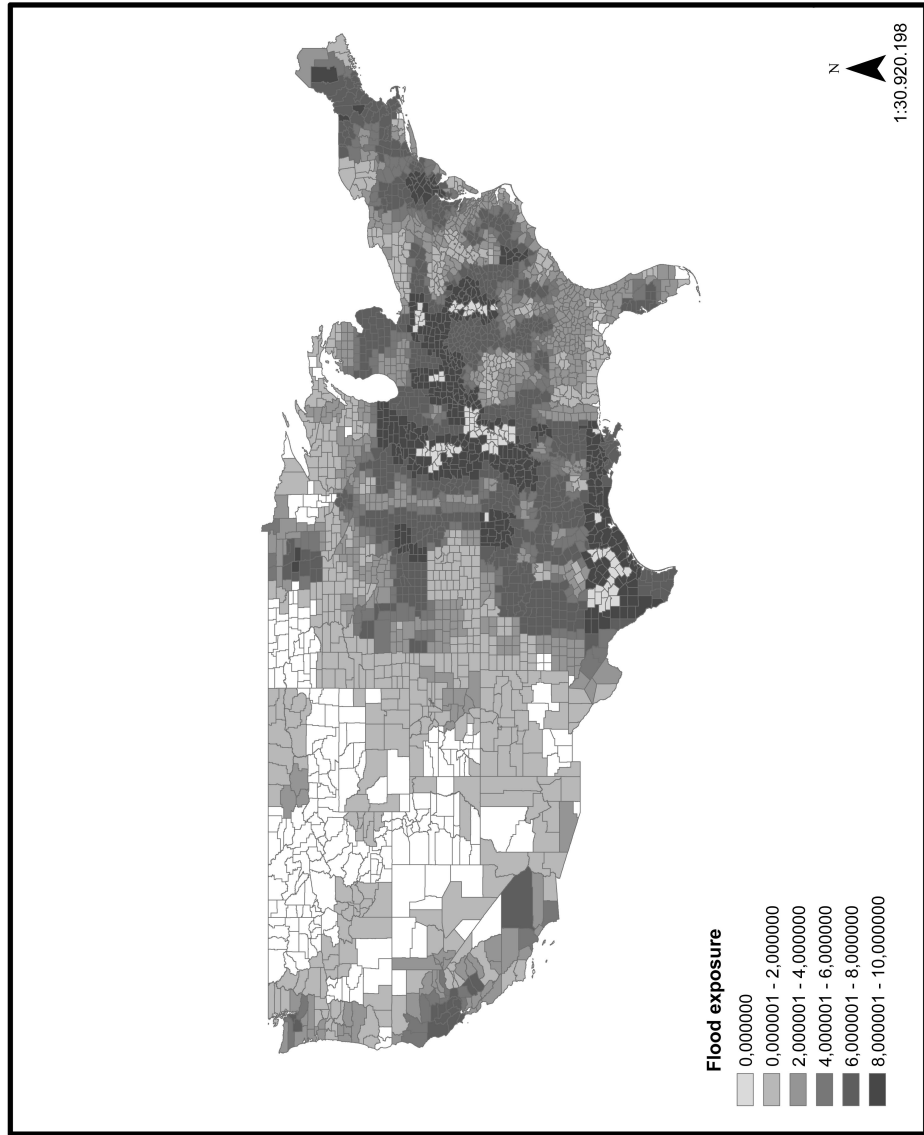 N
1:30.920.198
Flood exposure
0,000000
0,000001 - 2,000000
2,000001 - 4,000000
4,000001 - 6,000000
6,000001 - 8,000000
8,000001 - 10,000000